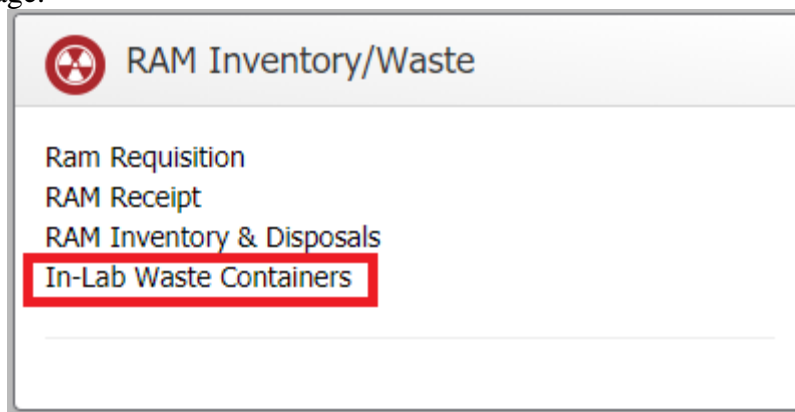 RAM Inventory/Waste
Ram Requisition
RAM Receipt
RAM Inventory & Disposals
In-Lab Waste Containers